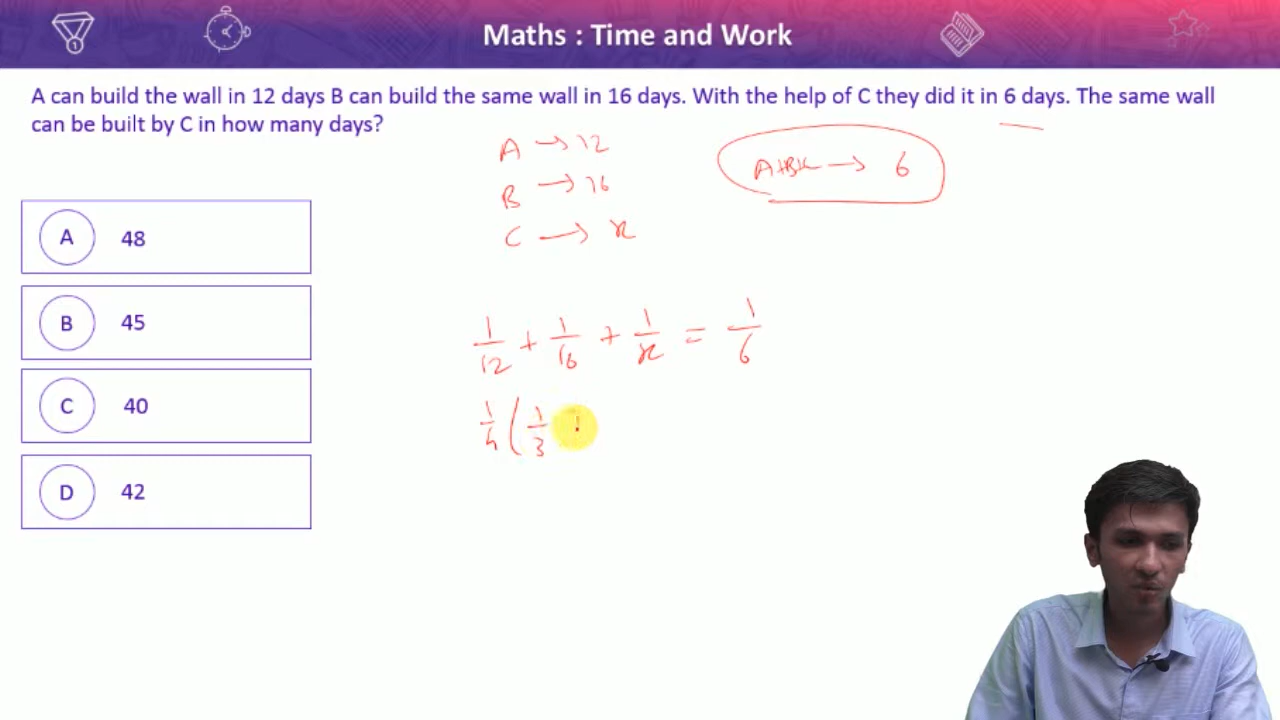 Maths : Time and Work
A can build the wall in 12 days B can build the same wall in 16 days. With the help of C they did it in 6 days. The same wall
can be built by C in how many days?
A → 12
A+B+C → 6
B → 16
C → x
A 48
B 45
C 40
D 42
1/12 + 1/16 + 1/x = 1/6
1/4 ( 1/3